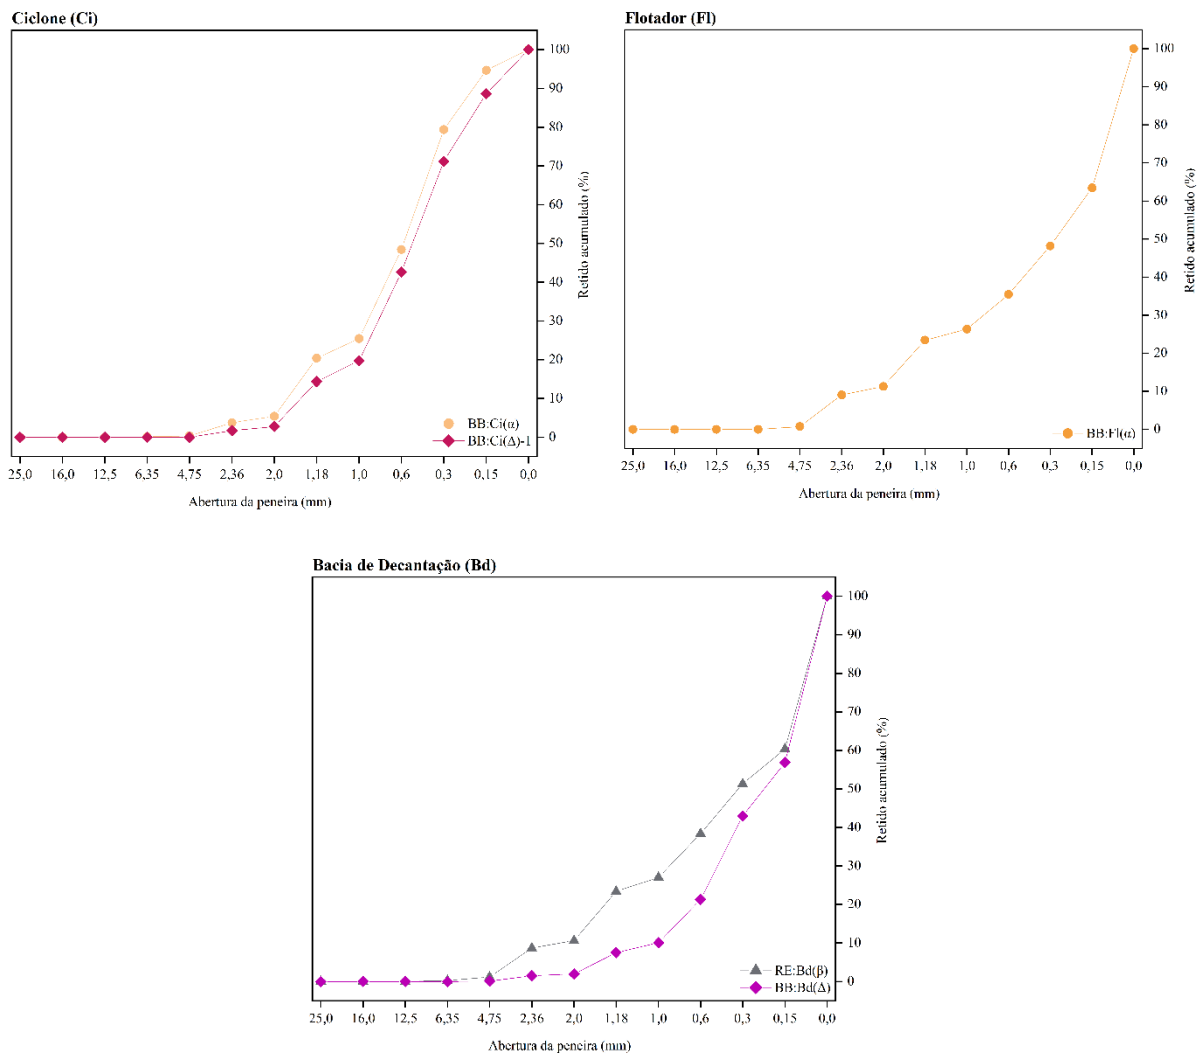 Ciclone (Ci)
100
90
80
70
60
50
40
30
20
10
0
Retido acumulado (%)
BB:Ci(α)
BB:Ci(Δ)-1
25,0 16,0 12,5 6,35 4,75 2,36 2,0 1,18 1,0 0,6 0,3 0,15 0,0
Abertura da peneira (mm)
Flotador (Fl)
100
90
80
70
60
50
40
30
20
10
0
Retido acumulado (%)
BB:Fl(α)
25,0 16,0 12,5 6,35 4,75 2,36 2,0 1,18 1,0 0,6 0,3 0,15 0,0
Abertura da peneira (mm)
Bacia de Decantação (Bd)
100
90
80
70
60
50
40
30
20
10
0
Retido acumulado (%)
RE:Bd(β)
BB:Bd(Δ)
25,0 16,0 12,5 6,35 4,75 2,36 2,0 1,18 1,0 0,6 0,3 0,15 0,0
Abertura da peneira (mm)